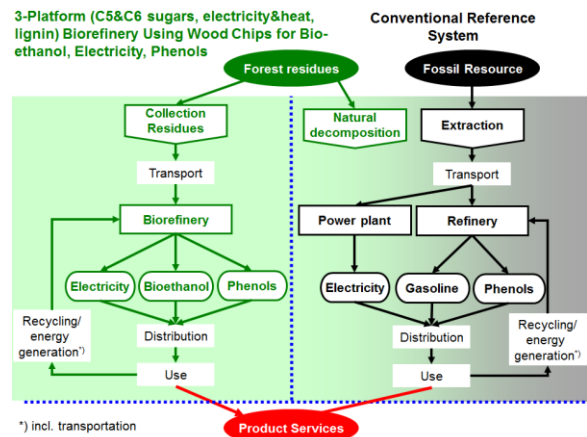 3-Platform (C5&C6 sugars, electricity&heat,
lignin) Biorefinery Using Wood Chips for Bio-
ethanol, Electricity, Phenols
Conventional Reference
System
Forest residues
Fossil Resource
Collection
Residues
Natural
decomposition
Extraction
Transport
Transport
Biorefinery
Power plant
Refinery
Electricity
Bioethanol
Phenols
Electricity
Gasoline
Phenols
Recycling/
energy
generation*)
Distribution
Distribution
Recycling/
energy
generation*)
Use
Use
*) incl. transportation
Product Services